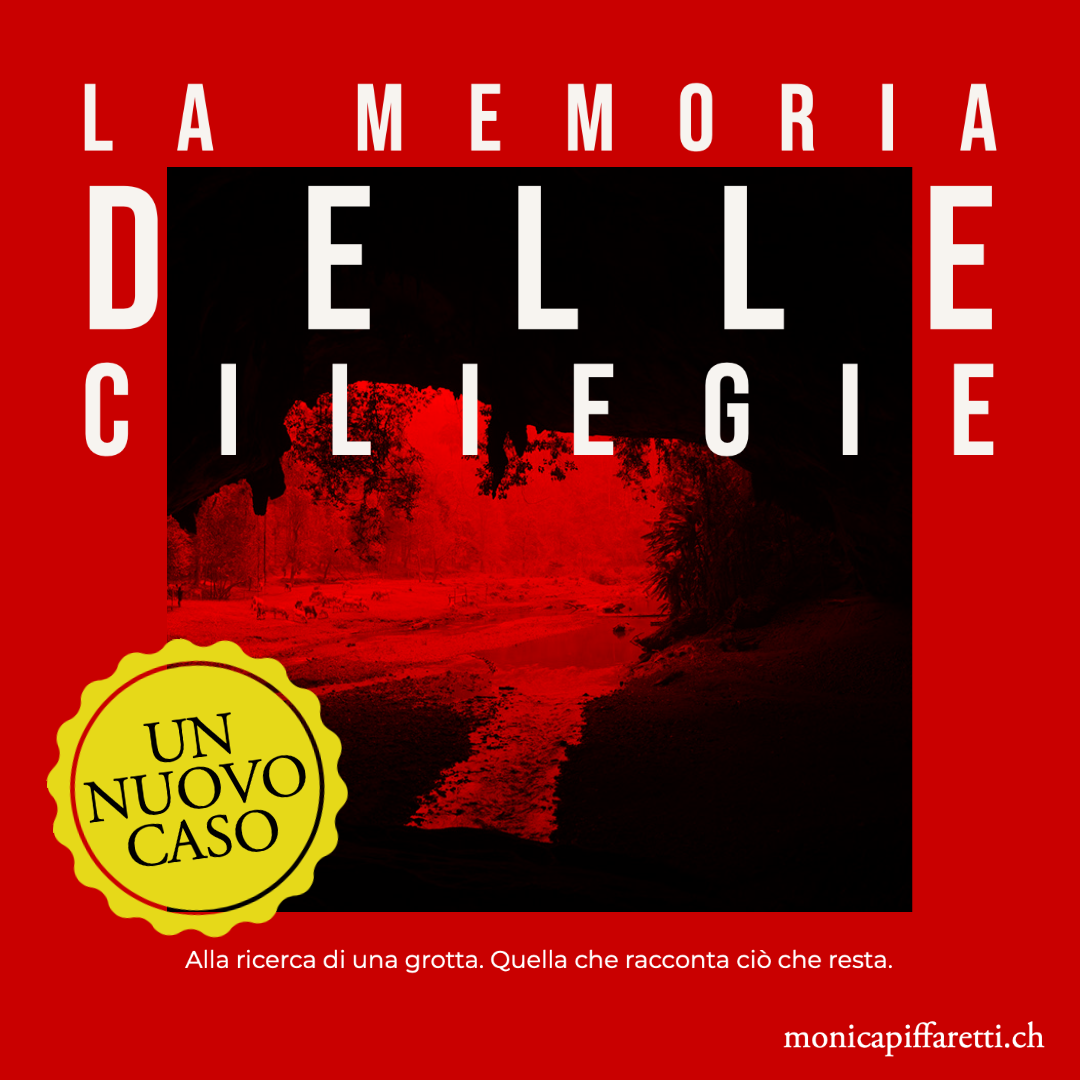 LA MEMORIA
DELLE
CILIEGIE
UN
NUOVO
CASO
Alla ricerca di una grotta. Quella che racconta ciò che resta.
monicapiffaretti.ch